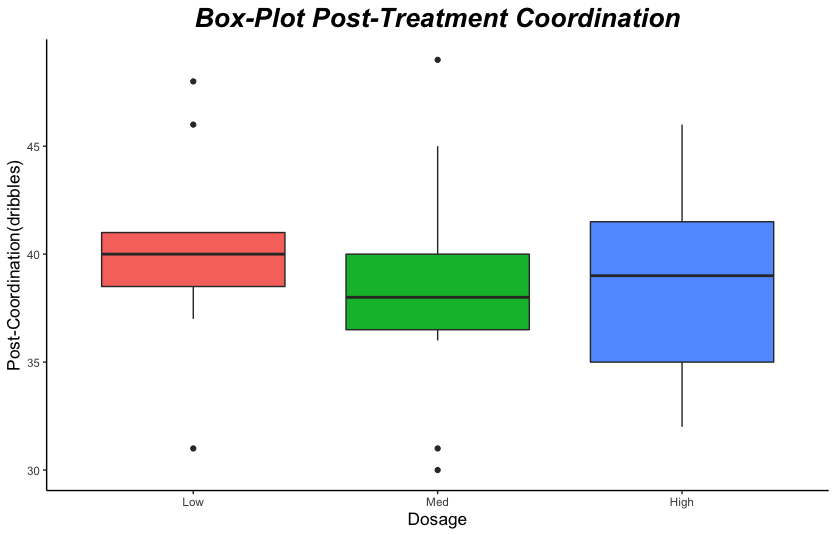 Box-Plot Post-Treatment Coordination
Post-Coordination(dribbles)
45
40
35
30
Low Med High
Dosage